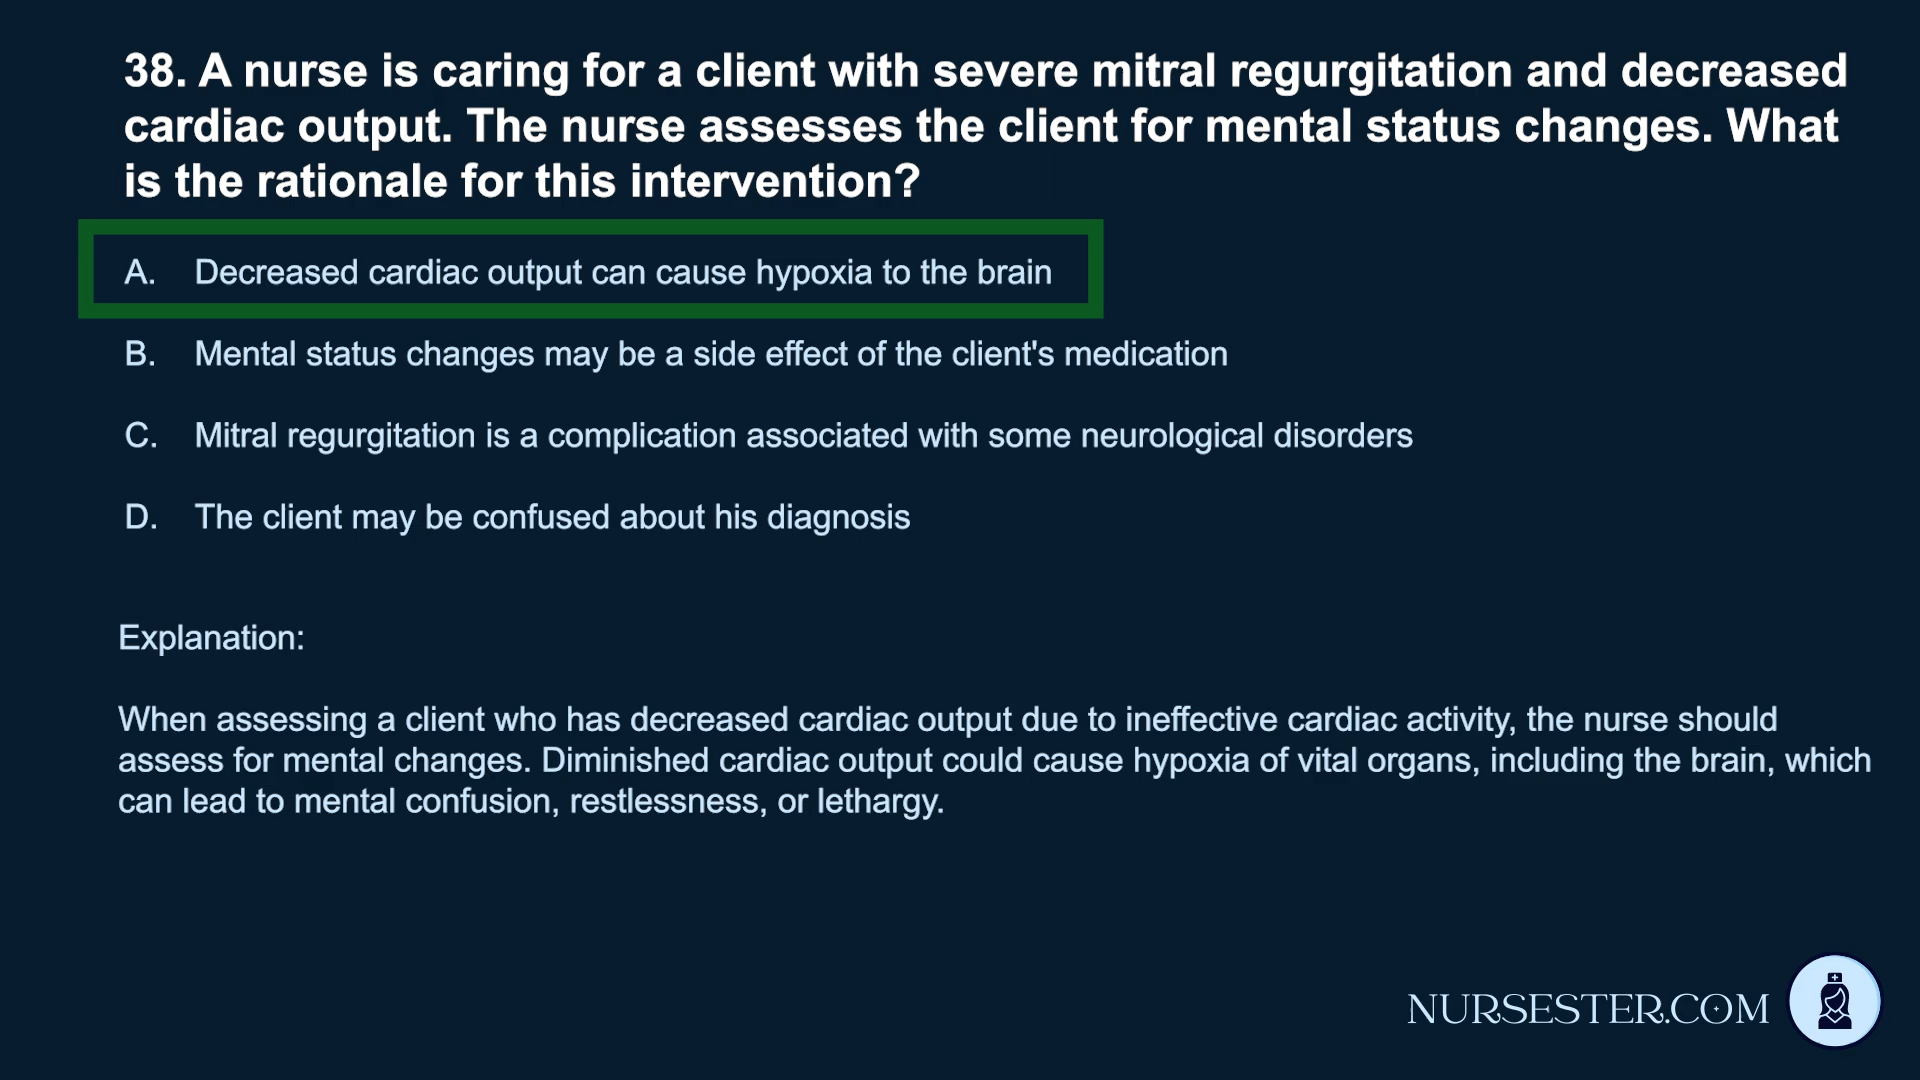 38. A nurse is caring for a client with severe mitral regurgitation and decreased
cardiac output. The nurse assesses the client for mental status changes. What
is the rationale for this intervention?
A. Decreased cardiac output can cause hypoxia to the brain
B. Mental status changes may be a side effect of the client's medication
C. Mitral regurgitation is a complication associated with some neurological disorders
D. The client may be confused about his diagnosis
Explanation:
When assessing a client who has decreased cardiac output due to ineffective cardiac activity, the nurse should
assess for mental changes. Diminished cardiac output could cause hypoxia of vital organs, including the brain, which
can lead to mental confusion, restlessness, or lethargy.
NURSESTER.COM